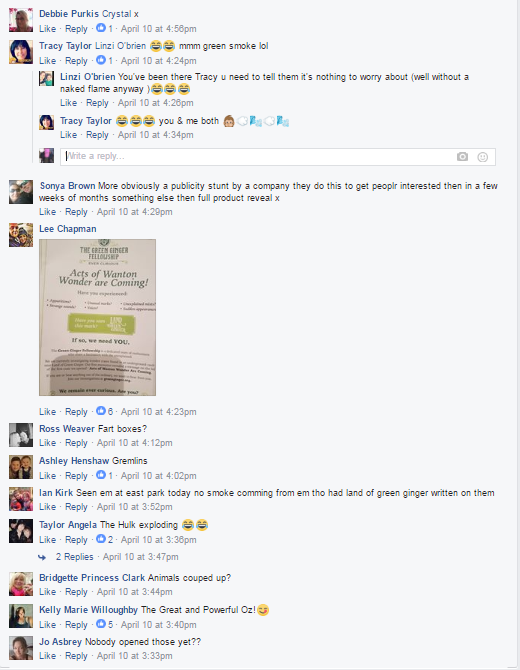 Debbie Purkis Crystal x
Like · Reply · 1 · April 10 at 4:56pm
Tracy Taylor Linzi O'brien 😂😂 mmm green smoke lol
Like · Reply · 1 · April 10 at 4:24pm
Linzi O'brien You've been there Tracy u need to tell them it's nothing to worry about (well without a
naked flame anyway )😂😂😂
Like · Reply · April 10 at 4:26pm
Tracy Taylor 😂😂😂 you & me both
Like · Reply · April 10 at 4:34pm
Write a reply...
Sonya Brown More obviously a publicity stunt by a company they do this to get peoplr interested then in a few
weeks of months something else then full product reveal x
Like · Reply · April 10 at 4:29pm
Lee Chapman
THE GREEN GINGER
FELLOWSHIP
Acts of Wanton
Wonder are Coming!
Have you experienced:
If so, we need YOU.
We remain ever curious. Are you?
Like · Reply · 6 · April 10 at 4:23pm
Ross Weaver Fart boxes?
Like · Reply · April 10 at 4:12pm
Ashley Henshaw Gremlins
Like · Reply · 1 · April 10 at 4:02pm
Ian Kirk Seen em at east park today no smoke comming from em tho had land of green ginger written on them
Like · Reply · April 10 at 3:52pm
Taylor Angela The Hulk exploding 😂😂
Like · Reply · 2 · April 10 at 3:36pm
2 Replies · April 10 at 3:47pm
Bridgette Princess Clark Animals couped up?
Like · Reply · April 10 at 3:44pm
Kelly Marie Willoughby The Great and Powerful Oz!😋
Like · Reply · 5 · April 10 at 3:40pm
Jo Asbrey Nobody opened those yet??
Like · Reply · April 10 at 3:33pm